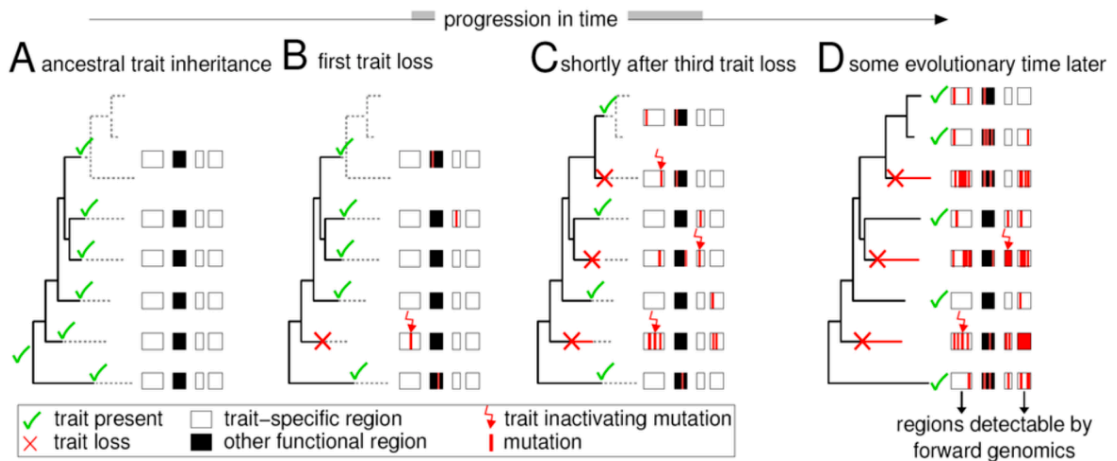 progression in time
A ancestral trait inheritance
B first trait loss
C shortly after third trait loss
D some evolutionary time later
regions detectable by
forward genomics
trait present
trait−specific region
trait inactivating mutation
trait loss
other functional region
mutation